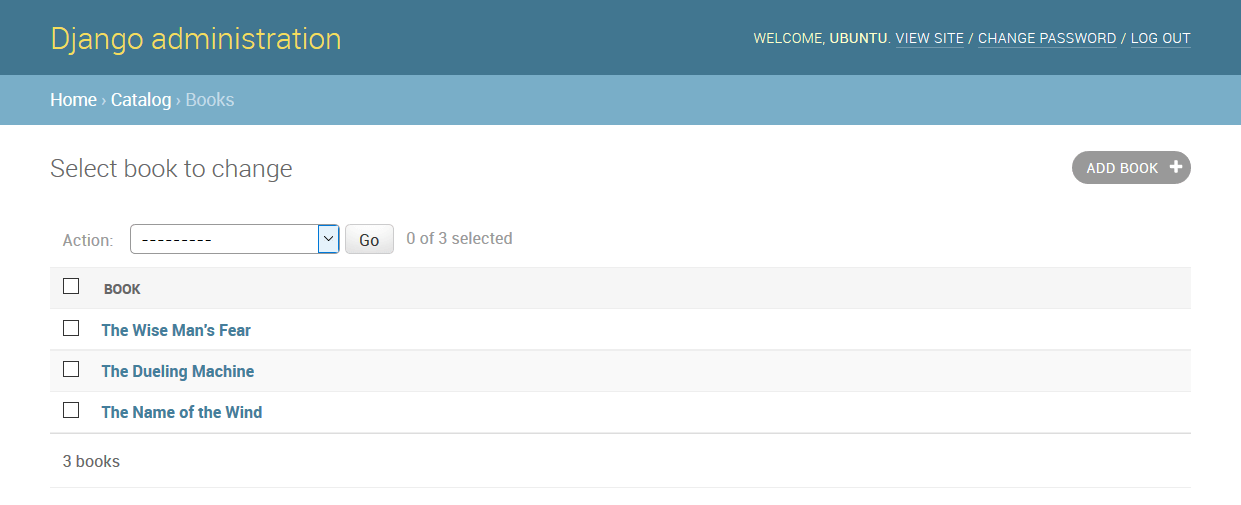 Django administration
WELCOME, UBUNTU. VIEW SITE / CHANGE PASSWORD / LOG OUT
Home › Catalog › Books
Select book to change
ADD BOOK +
Action: --------- Go 0 of 3 selected
BOOK
The Wise Man's Fear
The Dueling Machine
The Name of the Wind
3 books